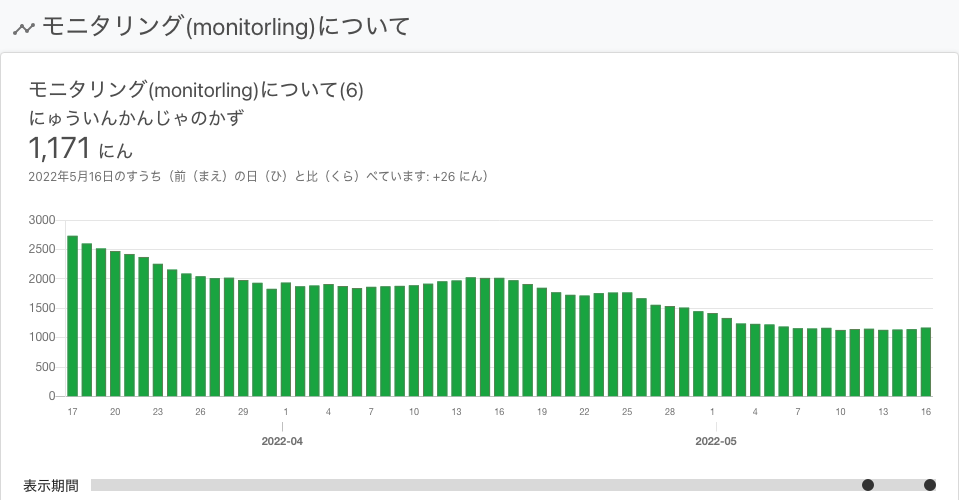 モニタリング(monitorling)について
モニタリング(monitorling)について(6)
にゅういんかんじゃのかず
1,171 にん
2022年5月16日のすうち（前（まえ）の日（ひ）と比（くら）べています: +26 にん）
3000
2500
2000
1500
1000
500
0
17 20 23 26 29 1 4 7 10 13 16 19 22 25 28 1 4 7 10 13 16
2022-04 2022-05
表示期間